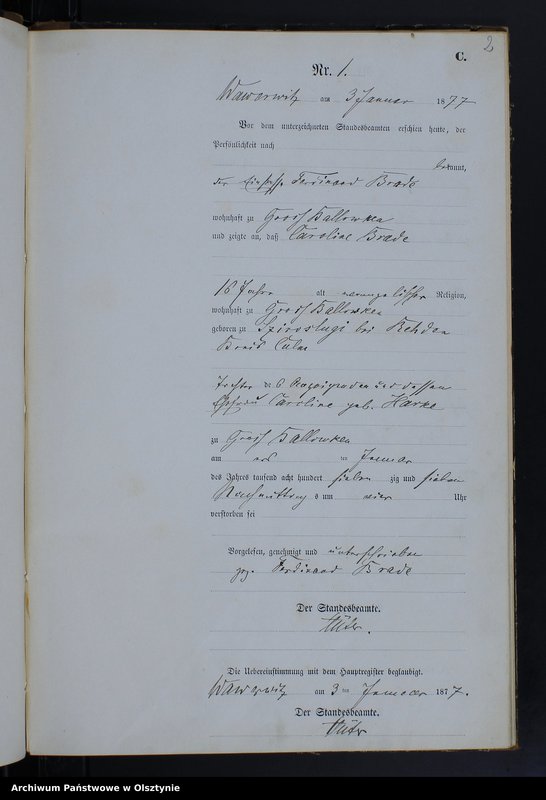 2
C.
Nr. 1.
Wawerwitz am 3 Januar 1877
Vor dem unterzeichneten Standesbeamten erschien heute, der
Persönlichkeit nach
bekannt,
der Einsasse Ferdinand Brade
wohnhaft zu Groß Ballowken
und zeigte an, daß Caroline Brade
16 Jahre alt evangelischer Religion,
wohnhaft zu Groß Ballowken
geboren zu bei Rehden
Kreis Culm
Tochter des Anzeigenden und dessen
Ehefrau Caroline geb. Harke
zu Groß Ballowken
am ten Januar
des Jahres tausend acht hundert siebenzig und sieben
Nachmittags um vier Uhr
verstorben sei
Vorgelesen, genehmigt und unterschrieben
gez. Ferdinand Brade
Der Standesbeamte.
Die Uebereinstimmung mit dem Hauptregister beglaubigt.
Wawerwitz am 3 ten Januar 1877.
Der Standesbeamte.
Archiwum Państwowe w Olsztynie